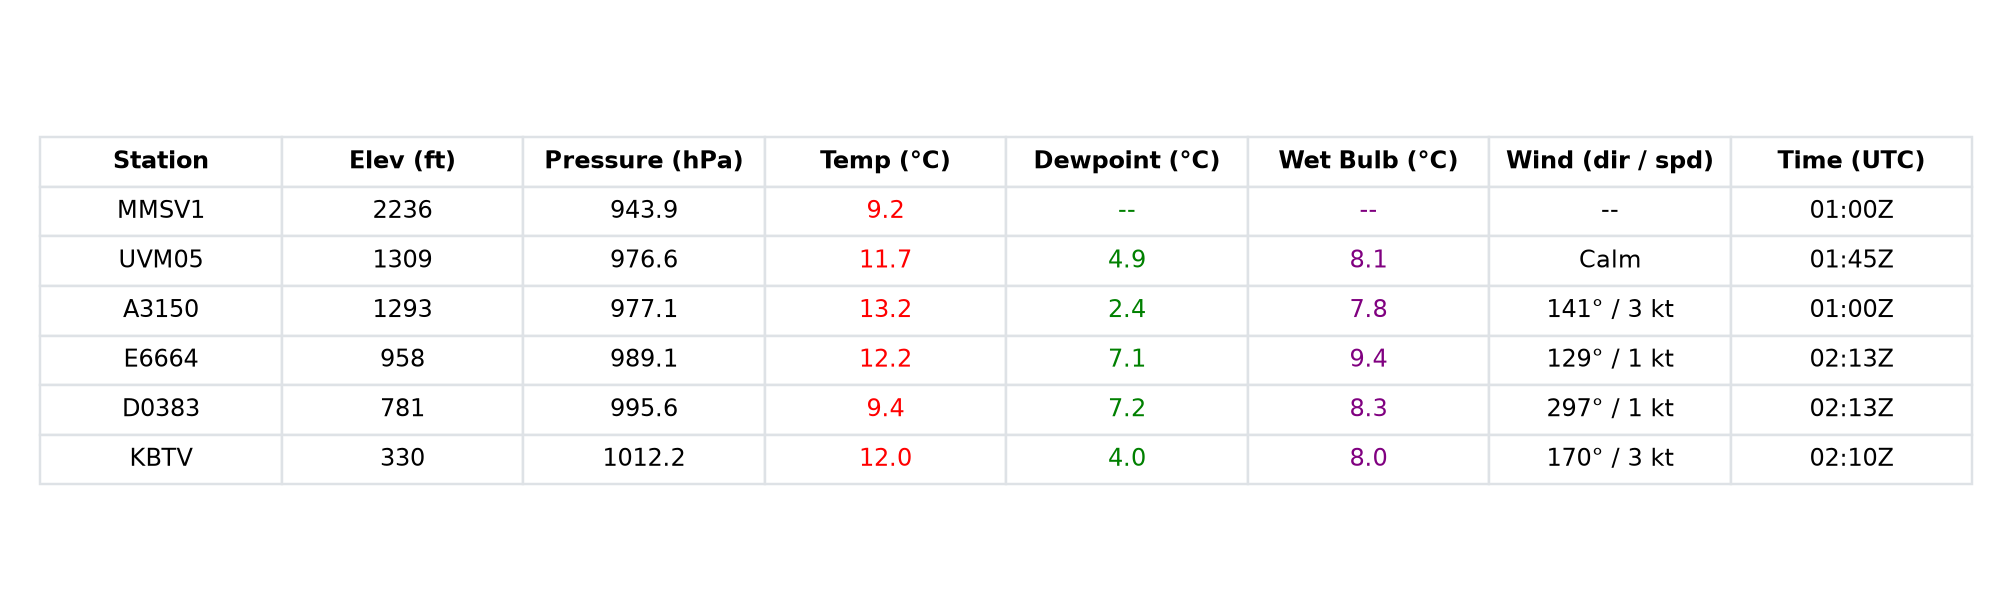 Station Elev (ft) Pressure (hPa) Temp (°C) Dewpoint (°C) Wet Bulb (°C) Wind (dir / spd) Time (UTC)
MMSV1 2236 943.9 9.2 -- -- -- 01:00Z
UVM05 1309 976.6 11.7 4.9 8.1 Calm 01:45Z
A3150 1293 977.1 13.2 2.4 7.8 141° / 3 kt 01:00Z
E6664 958 989.1 12.2 7.1 9.4 129° / 1 kt 02:13Z
D0383 781 995.6 9.4 7.2 8.3 297° / 1 kt 02:13Z
KBTV 330 1012.2 12.0 4.0 8.0 170° / 3 kt 02:10Z